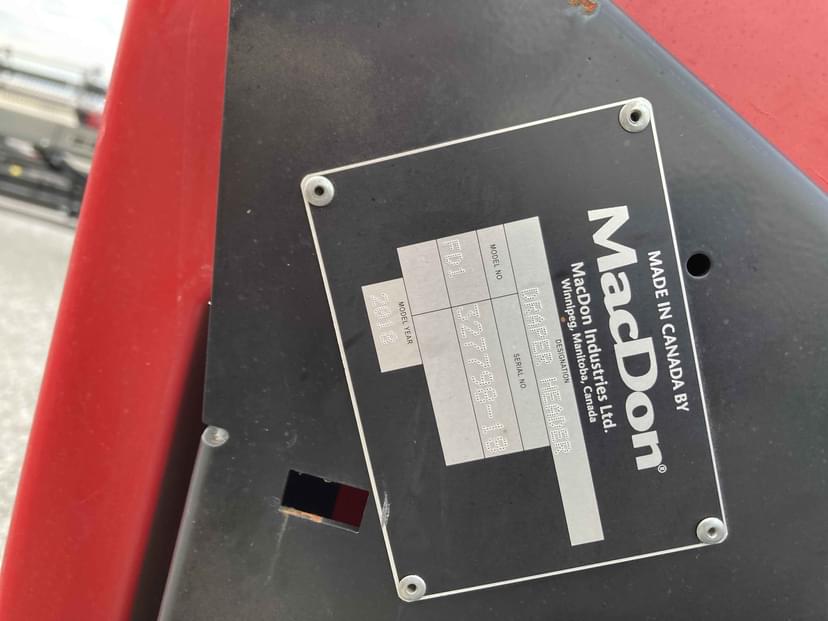 MADE IN CANADA BY
MacDon®
MacDon Industries Ltd.
Winnipeg, Manitoba, Canada
DESIGNATION
DRAPER HEADER
MODEL NO
SERIAL NO
FD1
327798-18
MODEL YEAR
2018